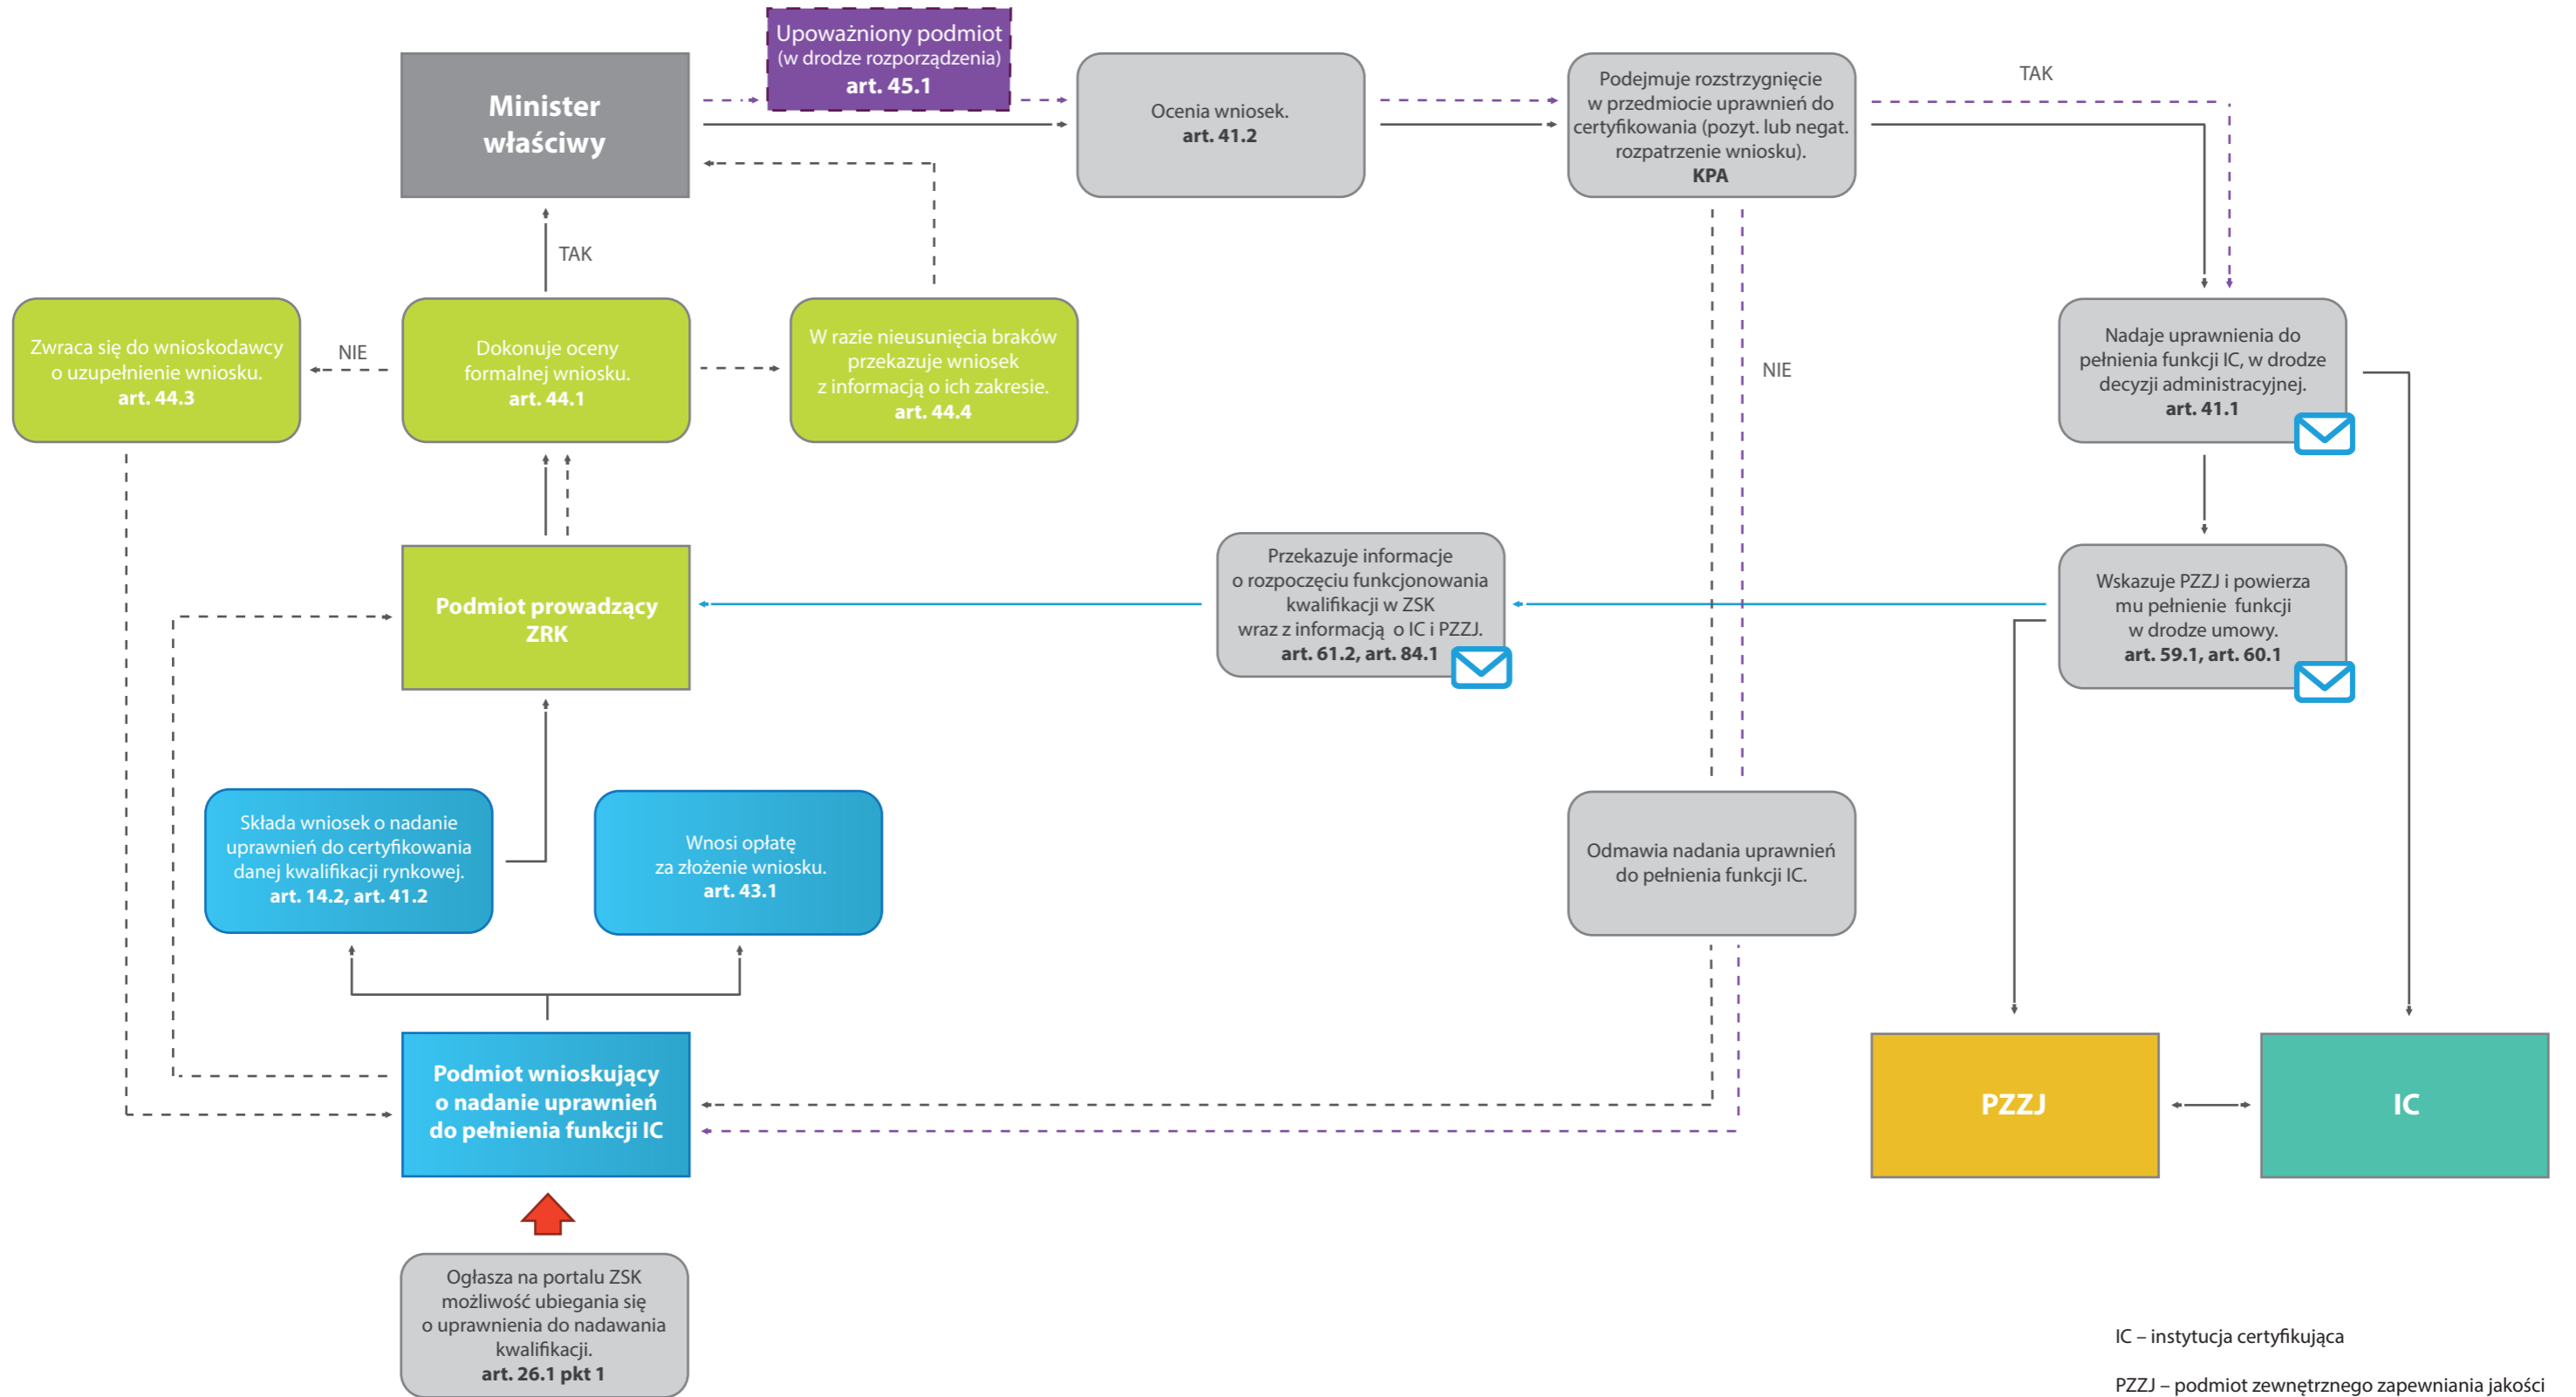 Upoważniony podmiot
(w drodze rozporządzenia)
art. 45.1
Minister
właściwy
Ocenia wniosek.
art. 41.2
Podejmuje rozstrzygnięcie
w przedmiocie uprawnień do
certyfikowania (pozyt. lub negat.
rozpatrzenie wniosku).
KPA
TAK
TAK
Zwraca się do wnioskodawcy
o uzupełnienie wniosku.
art. 44.3
NIE
Dokonuje oceny
formalnej wniosku.
art. 44.1
W razie nieusunięcia braków
przekazuje wniosek
z informacją o ich zakresie.
art. 44.4
NIE
Nadaje uprawnienia do
pełnienia funkcji IC, w drodze
decyzji administracyjnej.
art. 41.1
Podmiot prowadzący
ZRK
Przekazuje informacje
o rozpoczęciu funkcjonowania
kwalifikacji w ZSK
wraz z informacją o IC i PZZJ.
art. 61.2, art. 84.1
Wskazuje PZZJ i powierza
mu pełnienie funkcji
w drodze umowy.
art. 59.1, art. 60.1
Składa wniosek o nadanie
uprawnień do certyfikowania
danej kwalifikacji rynkowej.
art. 14.2, art. 41.2
Wnosi opłatę
za złożenie wniosku.
art. 43.1
Odmawia nadania uprawnień
do pełnienia funkcji IC.
Podmiot wnioskujący
o nadanie uprawnień
do pełnienia funkcji IC
PZZJ
IC
Ogłasza na portalu ZSK
możliwość ubiegania się
o uprawnienia do nadawania
kwalifikacji.
art. 26.1 pkt 1
IC – instytucja certyfikująca
PZZJ – podmiot zewnętrznego zapewniania jakości